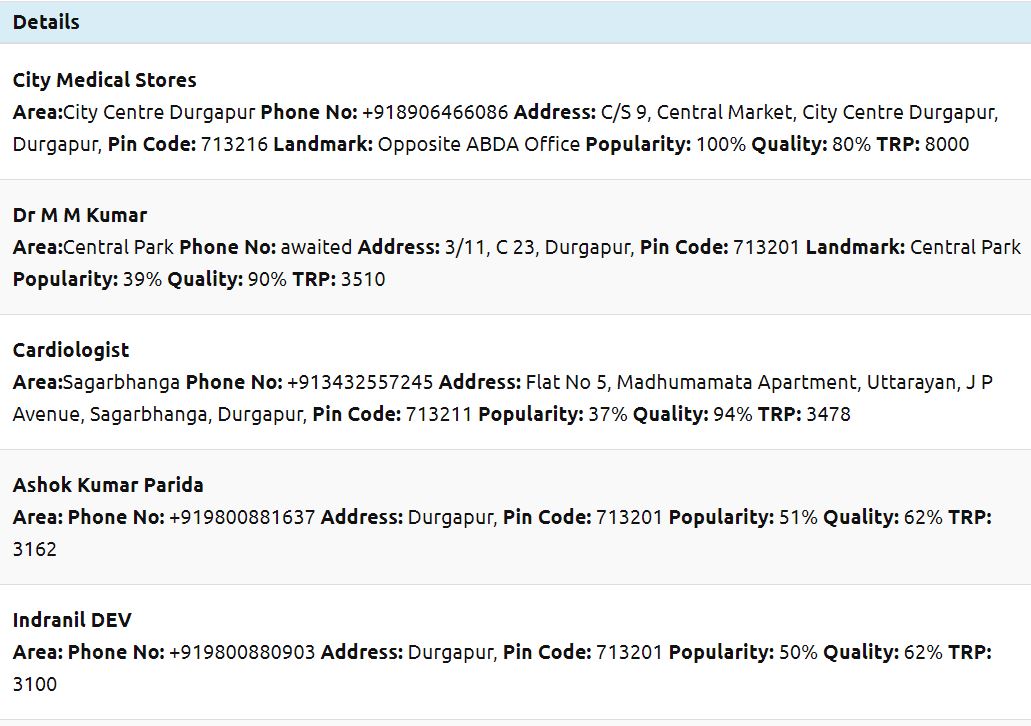 Details
City Medical Stores
Area:City Centre Durgapur Phone No: +918906466086 Address: C/S 9, Central Market, City Centre Durgapur,
Durgapur, Pin Code: 713216 Landmark: Opposite ABDA Office Popularity: 100% Quality: 80% TRP: 8000
Dr M M Kumar
Area:Central Park Phone No: awaited Address: 3/11, C 23, Durgapur, Pin Code: 713201 Landmark: Central Park
Popularity: 39% Quality: 90% TRP: 3510
Cardiologist
Area:Sagarbhanga Phone No: +913432557245 Address: Flat No 5, Madhumamata Apartment, Uttarayan, J P
Avenue, Sagarbhanga, Durgapur, Pin Code: 713211 Popularity: 37% Quality: 94% TRP: 3478
Ashok Kumar Parida
Area: Phone No: +919800881637 Address: Durgapur, Pin Code: 713201 Popularity: 51% Quality: 62% TRP:
3162
Indranil DEV
Area: Phone No: +919800880903 Address: Durgapur, Pin Code: 713201 Popularity: 50% Quality: 62% TRP:
3100